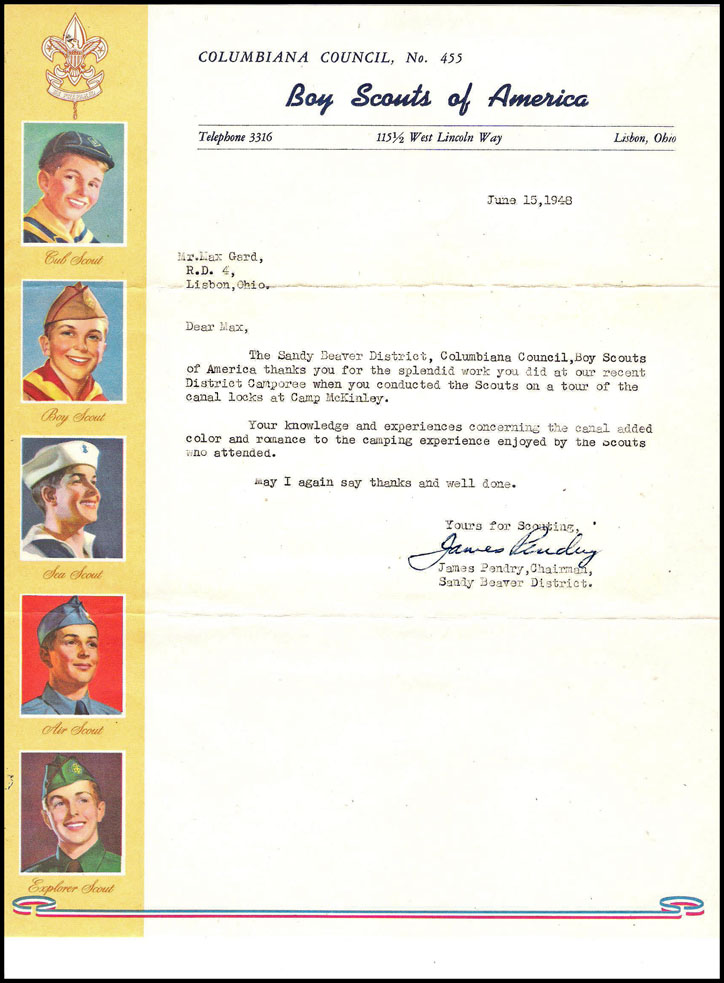 COLUMBIANA COUNCIL, No. 455
Boy Scouts of America
Telephone 3316 115½ West Lincoln Way Lisbon, Ohio
June 15,1948
Mr.Max Gard,
R.D. 4,
Lisbon,Ohio.
Dear Max,
The Sandy Beaver District, Columbiana Council,Boy Scouts
of America thanks you for the splendid work you did at our recent
District Camporee when you conducted the Scouts on a tour of the
canal locks at Camp McKinley.
Your knowledge and experiences concerning the canal added
color and romance to the camping experience enjoyed by the Scouts
who attended.
May I again say thanks and well done.
Yours for Scouting,
James Pendry
James Pendry,Chairman,
Sandy Beaver District.
BE PREPARED
Cub Scout
Boy Scout
Sea Scout
Air Scout
Explorer Scout